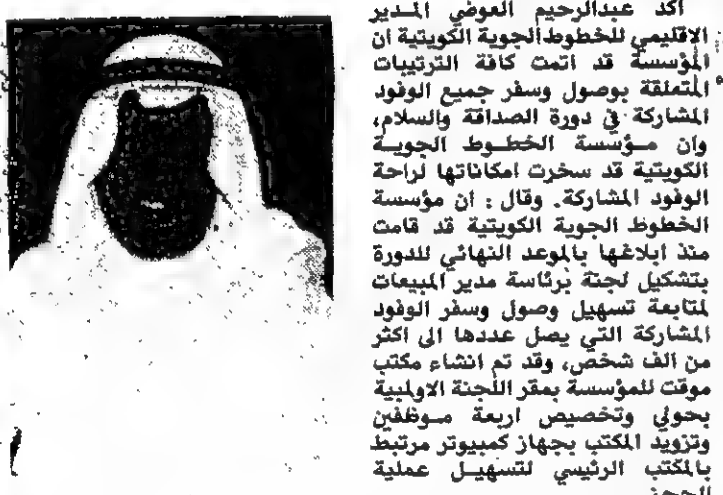 اكد عبدالرحيم العوضي المدير
الاقليمي للخطوط الجوية الكويتية ان
المؤسسة قد اتمت كافة الترتيبات
المتعلقة بوصول وسفر جميع الوفود
المشاركة في دورة الصداقة والسلام،
وان مؤسسة الخطوط الجوية
الكويتية قد سخرت امكاناتها لراحة
الوفود المشاركة. وقال : ان مؤسسة
الخطوط الجوية الكويتية قد قامت
منذ ابلاغها بالموعد النهائي للدورة
بتشكيل لجنة برئاسة مدير المبيعات
لمتابعة تسهيل وصول وسفر الوفود
المشاركة التي يصل عددها الى اكثر
من الف شخص، وقد تم انشاء مكتب
موقت للمؤسسة بمقر اللجنة الاولمبية
بحولي وتخصيص اربعة موظفين
وتزويد المكتب بجهاز كمبيوتر مرتبط
بالمكتب الرئيسي لتسهيل عملية